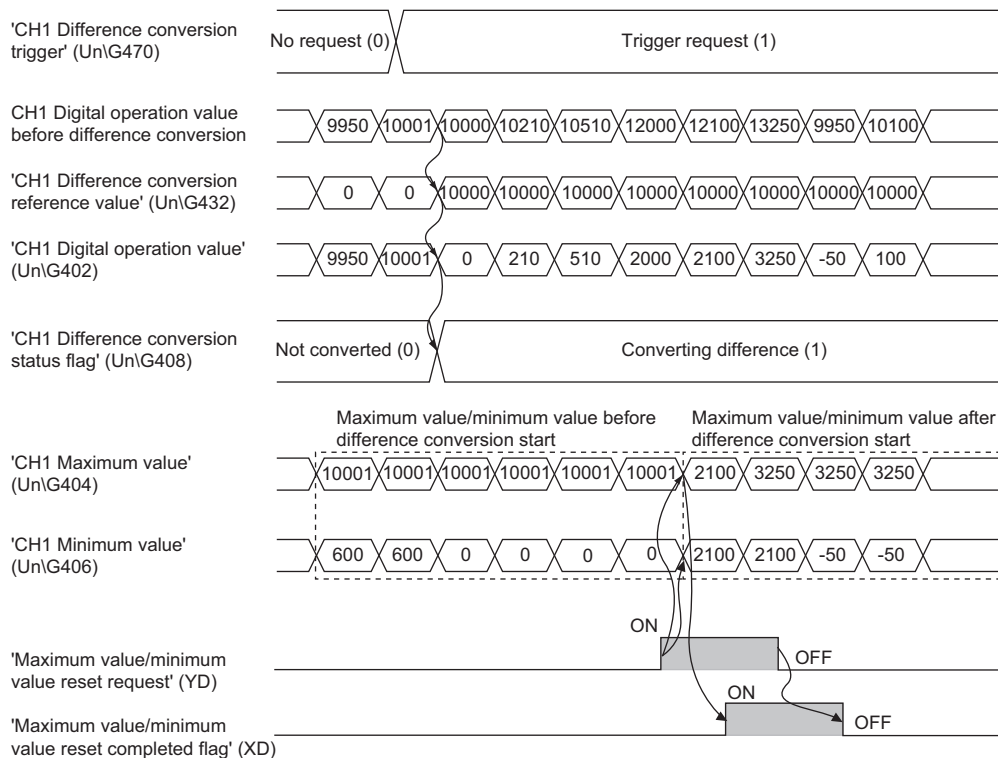 'CH1 Difference conversion
trigger' (Un\G470)
No request (0)
Trigger request (1)
CH1 Digital operation value
before difference conversion
9950 10001 10000 10210 10510 12000 12100 13250 9950 10100
'CH1 Difference conversion
reference value' (Un\G432)
0 0 10000 10000 10000 10000 10000 10000 10000 10000
'CH1 Digital operation value'
(Un\G402)
9950 10001 0 210 510 2000 2100 3250 -50 100
'CH1 Difference conversion
status flag' (Un\G408)
Not converted (0)
Converting difference (1)
Maximum value/minimum value before
difference conversion start
Maximum value/minimum value after
difference conversion start
'CH1 Maximum value'
(Un\G404)
10001 10001 10001 10001 10001 10001 2100 3250 3250 3250
'CH1 Minimum value'
(Un\G406)
600 600 0 0 0 0 2100 2100 -50 -50
ON
'Maximum value/minimum
value reset request' (YD)
OFF
ON
'Maximum value/minimum
value reset completed flag' (XD)
OFF